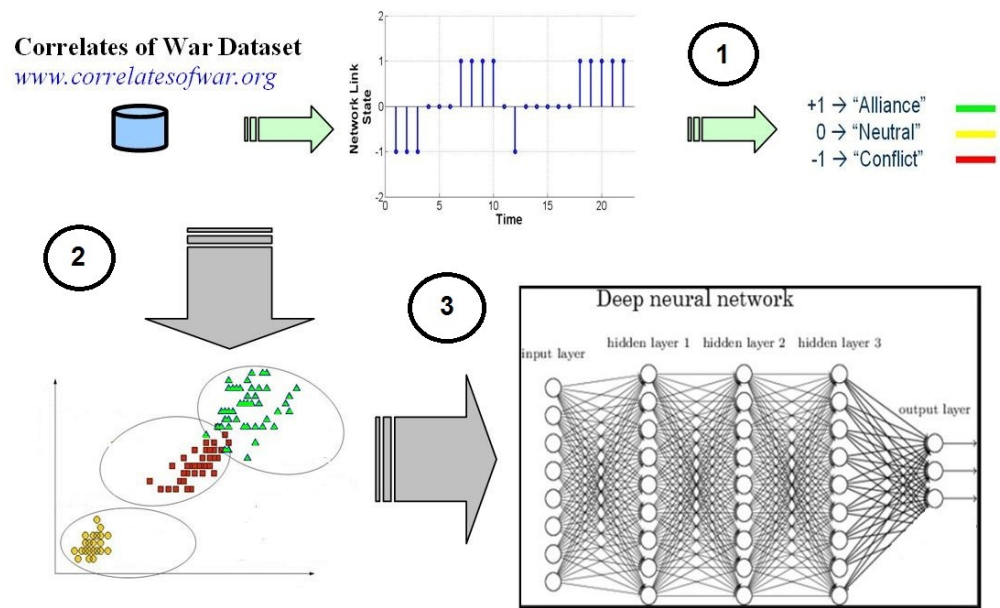 Correlates of War Dataset
www.correlatesofwar.org
Network Link
State
2
1
0
-1
-2
0
5
10
15
20
Time
1
+1 → “Alliance”
0 → “Neutral”
-1 → “Conflict”
2
3
Deep neural network
input layer
hidden layer 1 hidden layer 2 hidden layer 3
output layer